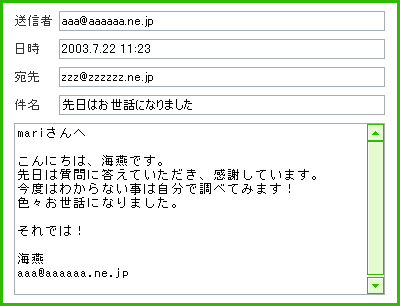 送信者 aaa@aaaaaa.ne.jp
日時 2003.7.22 11:23
宛先 zzz@zzzzzz.ne.jp
件名 先日はお世話になりました
mariさんへ
こんにちは、海燕です。
先日は質問に答えていただき、感謝しています。
今度はわからない事は自分で調べてみます！
色々お世話になりました。
それでは！
海燕
aaa@aaaaaa.ne.jp